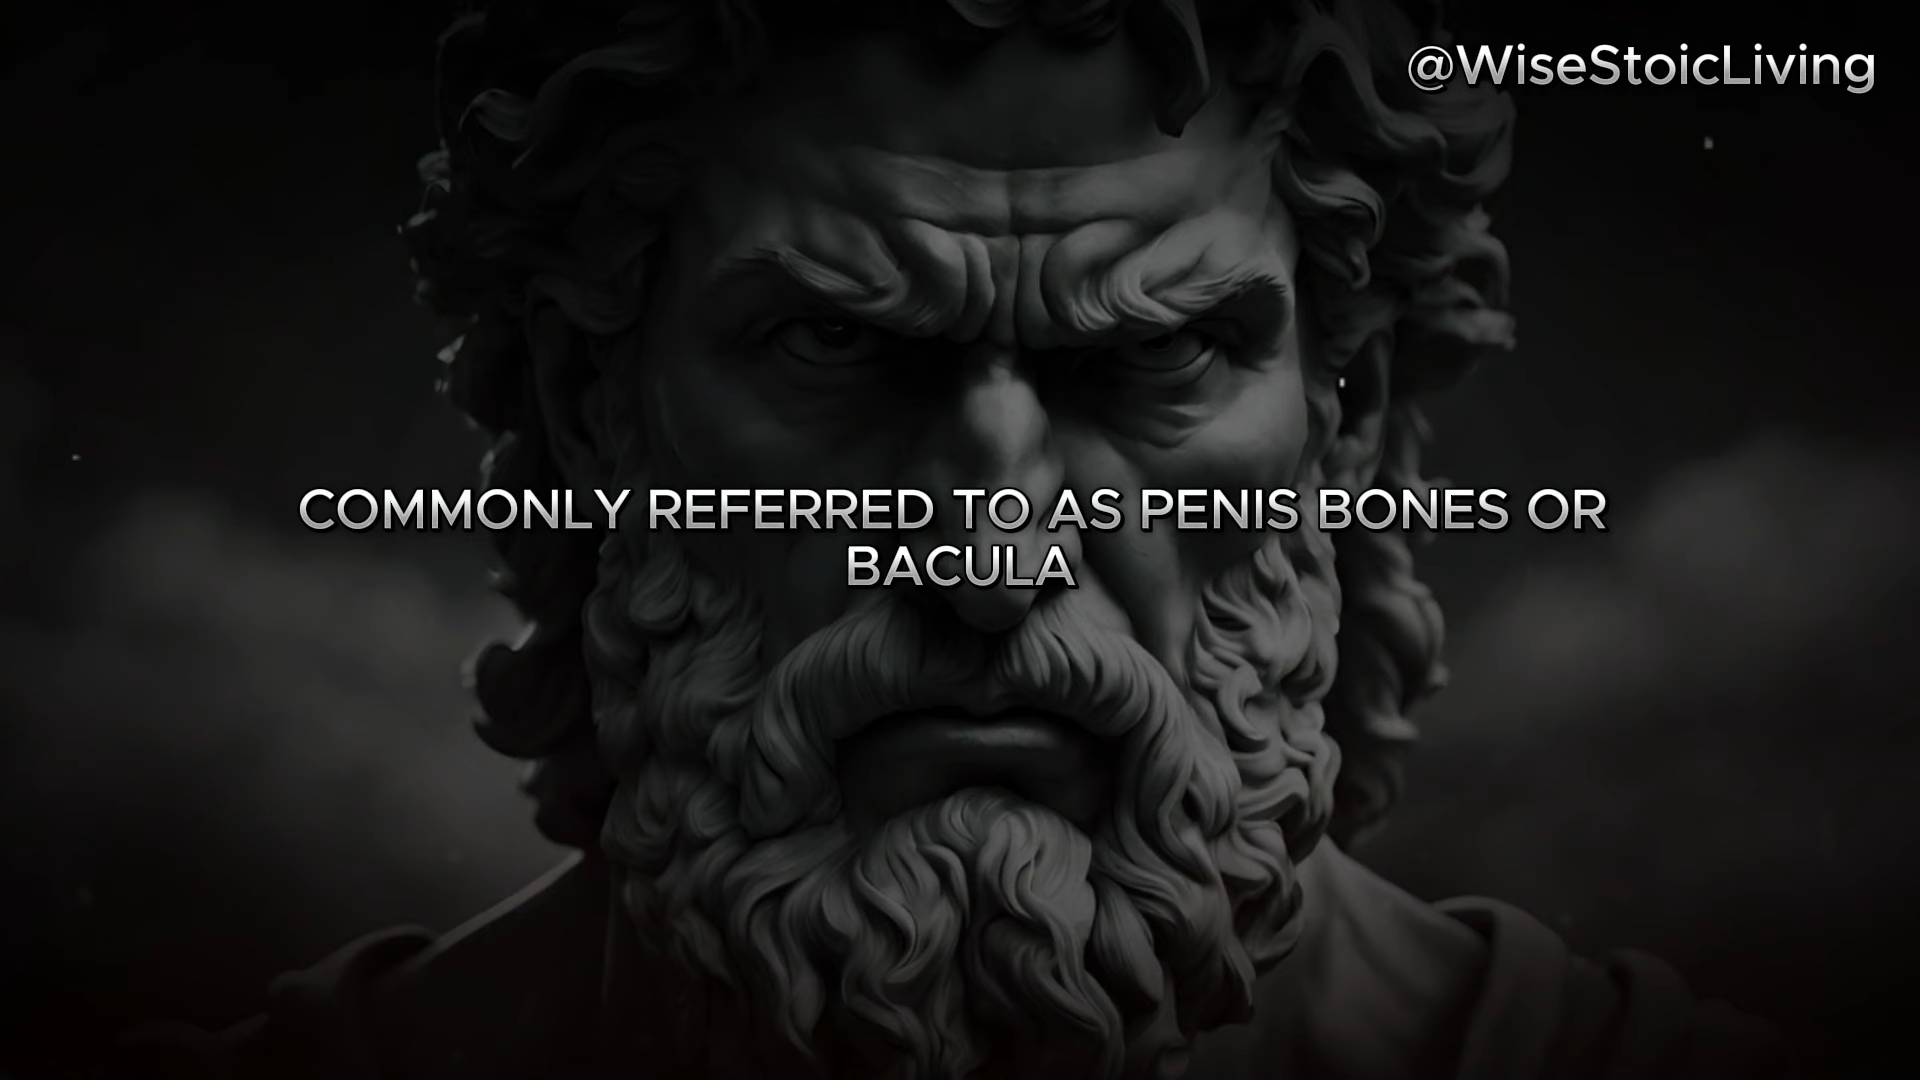 @WiseStoicLiving
COMMONLY REFERRED TO AS PENIS BONES OR
BACULA